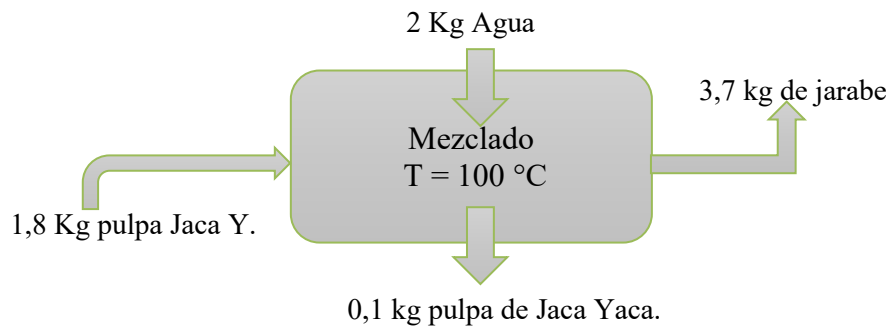 2 Kg Agua
3,7 kg de jarabe
Mezclado
T = 100 °C
1,8 Kg pulpa Jaca Y.
0,1 kg pulpa de Jaca Yaca.